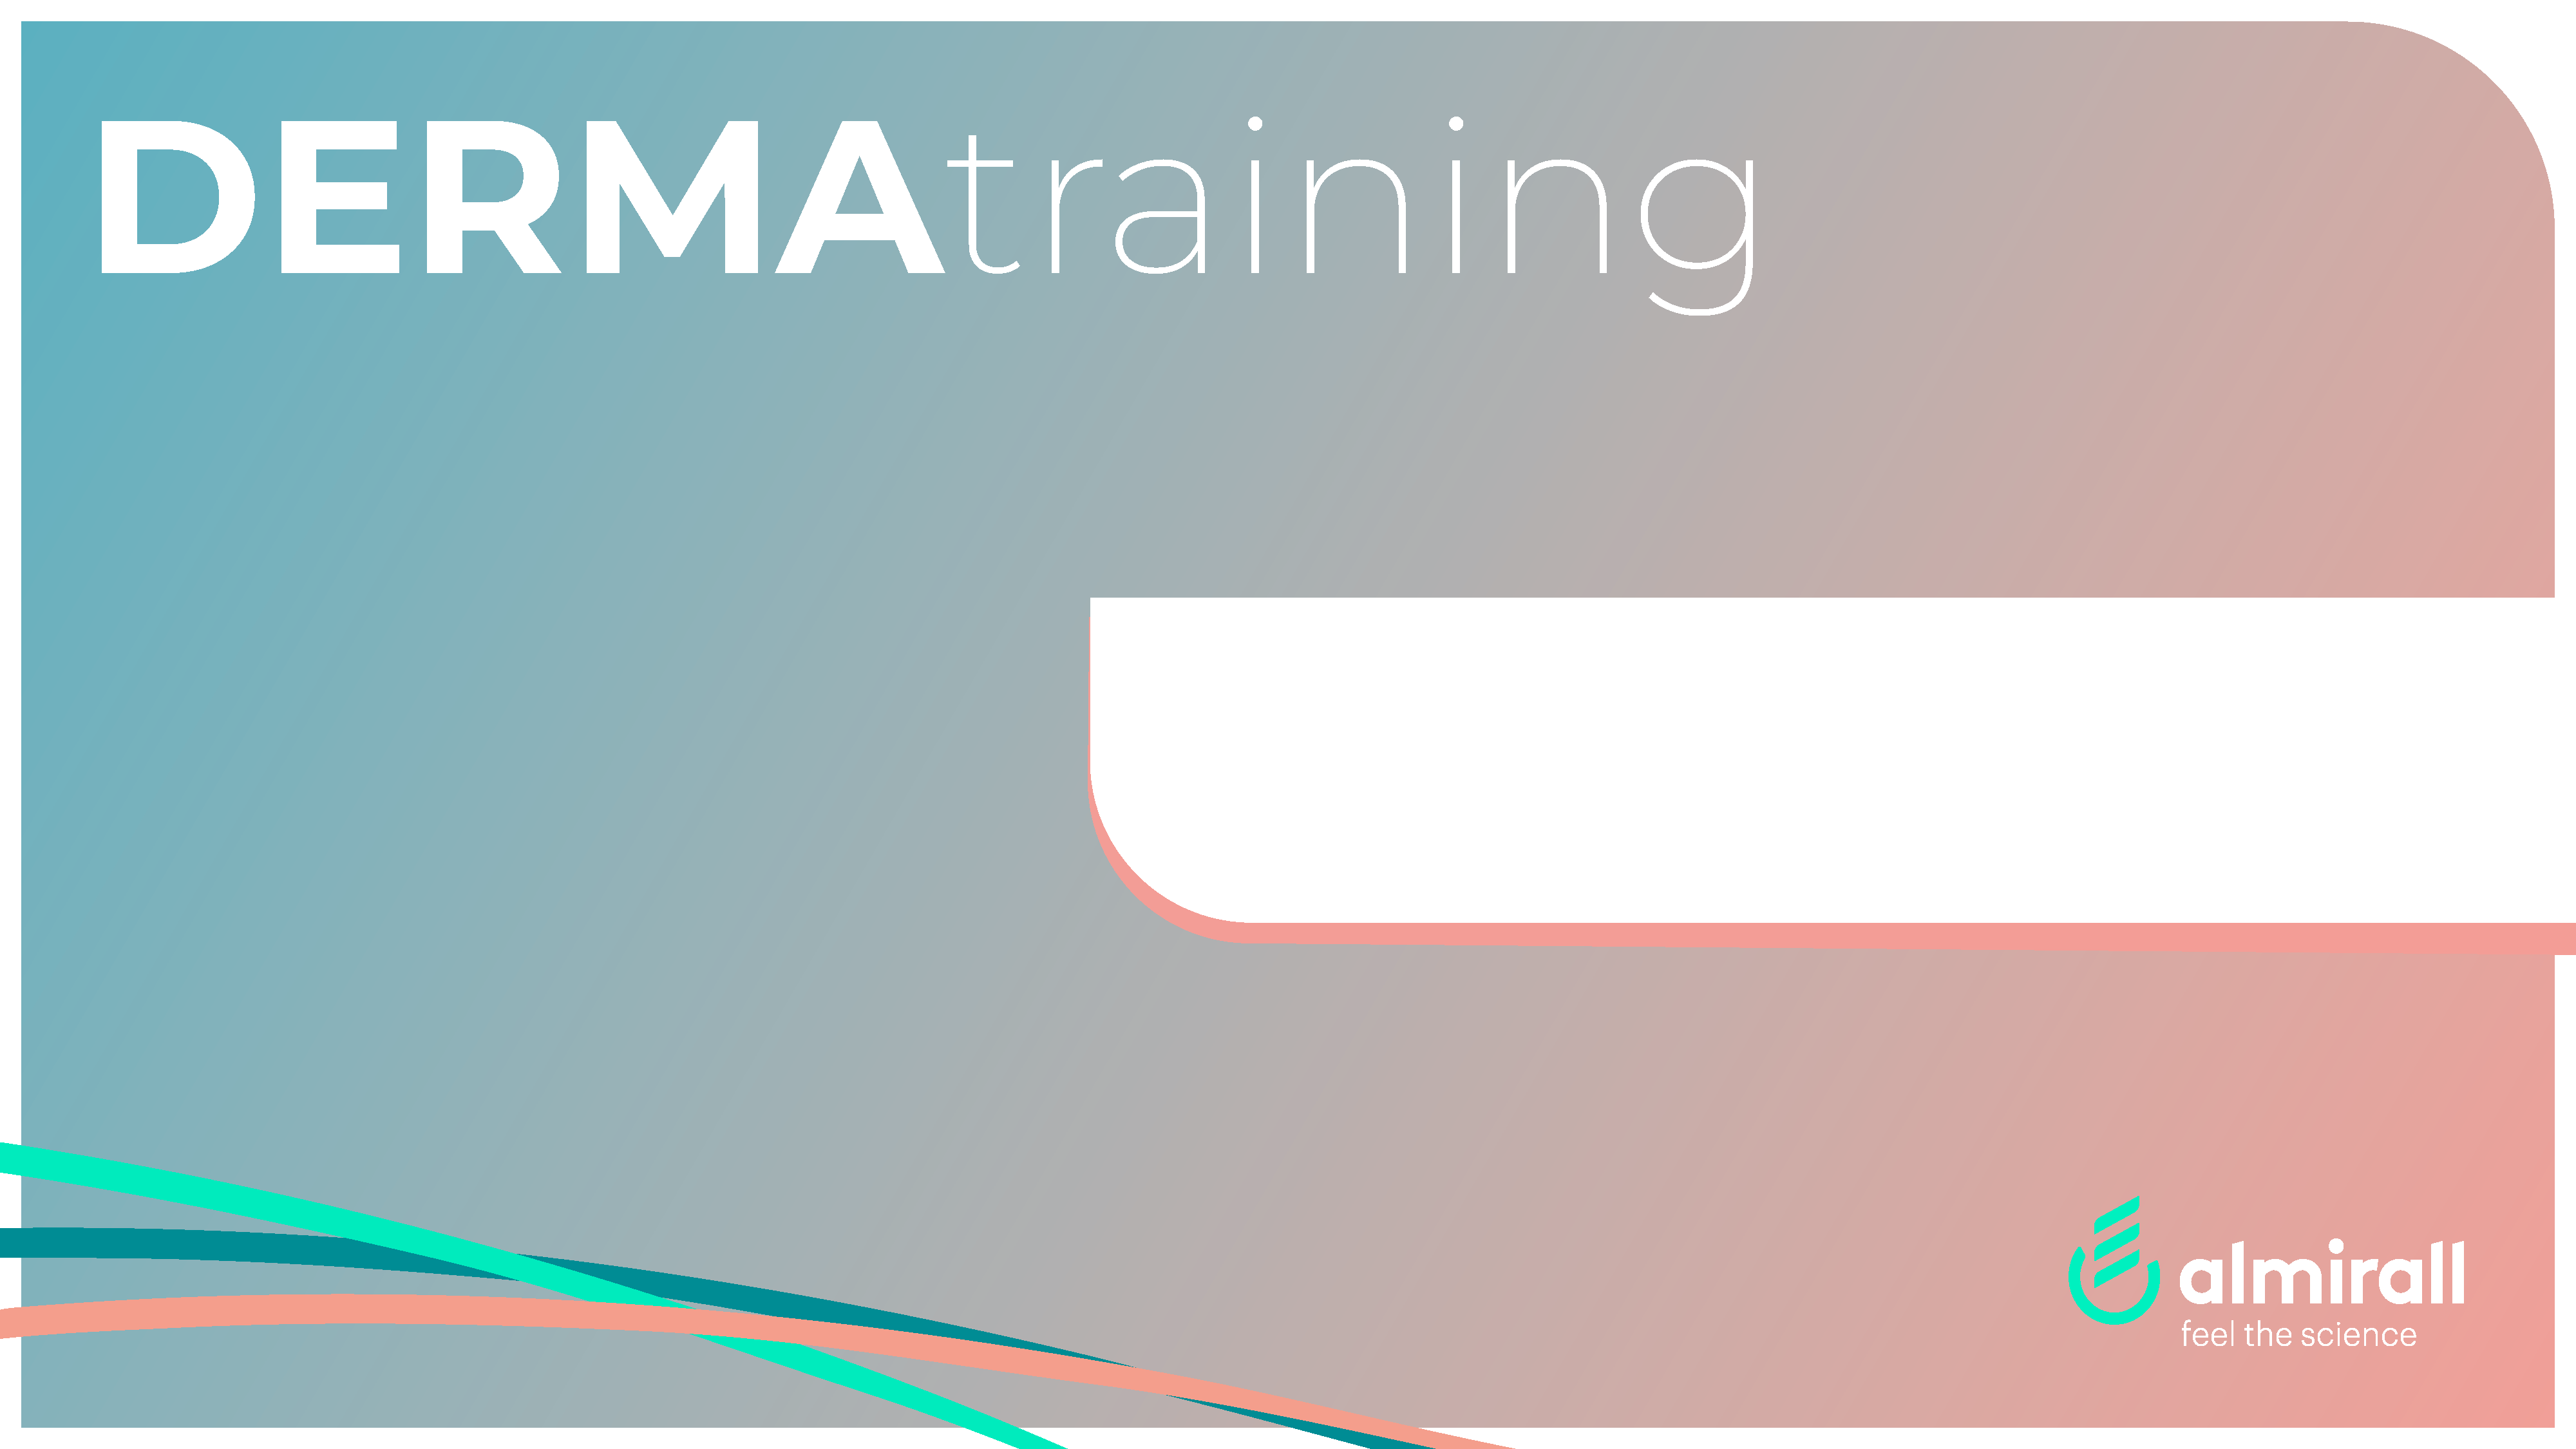 DERMAtraining
almirall
feel the science